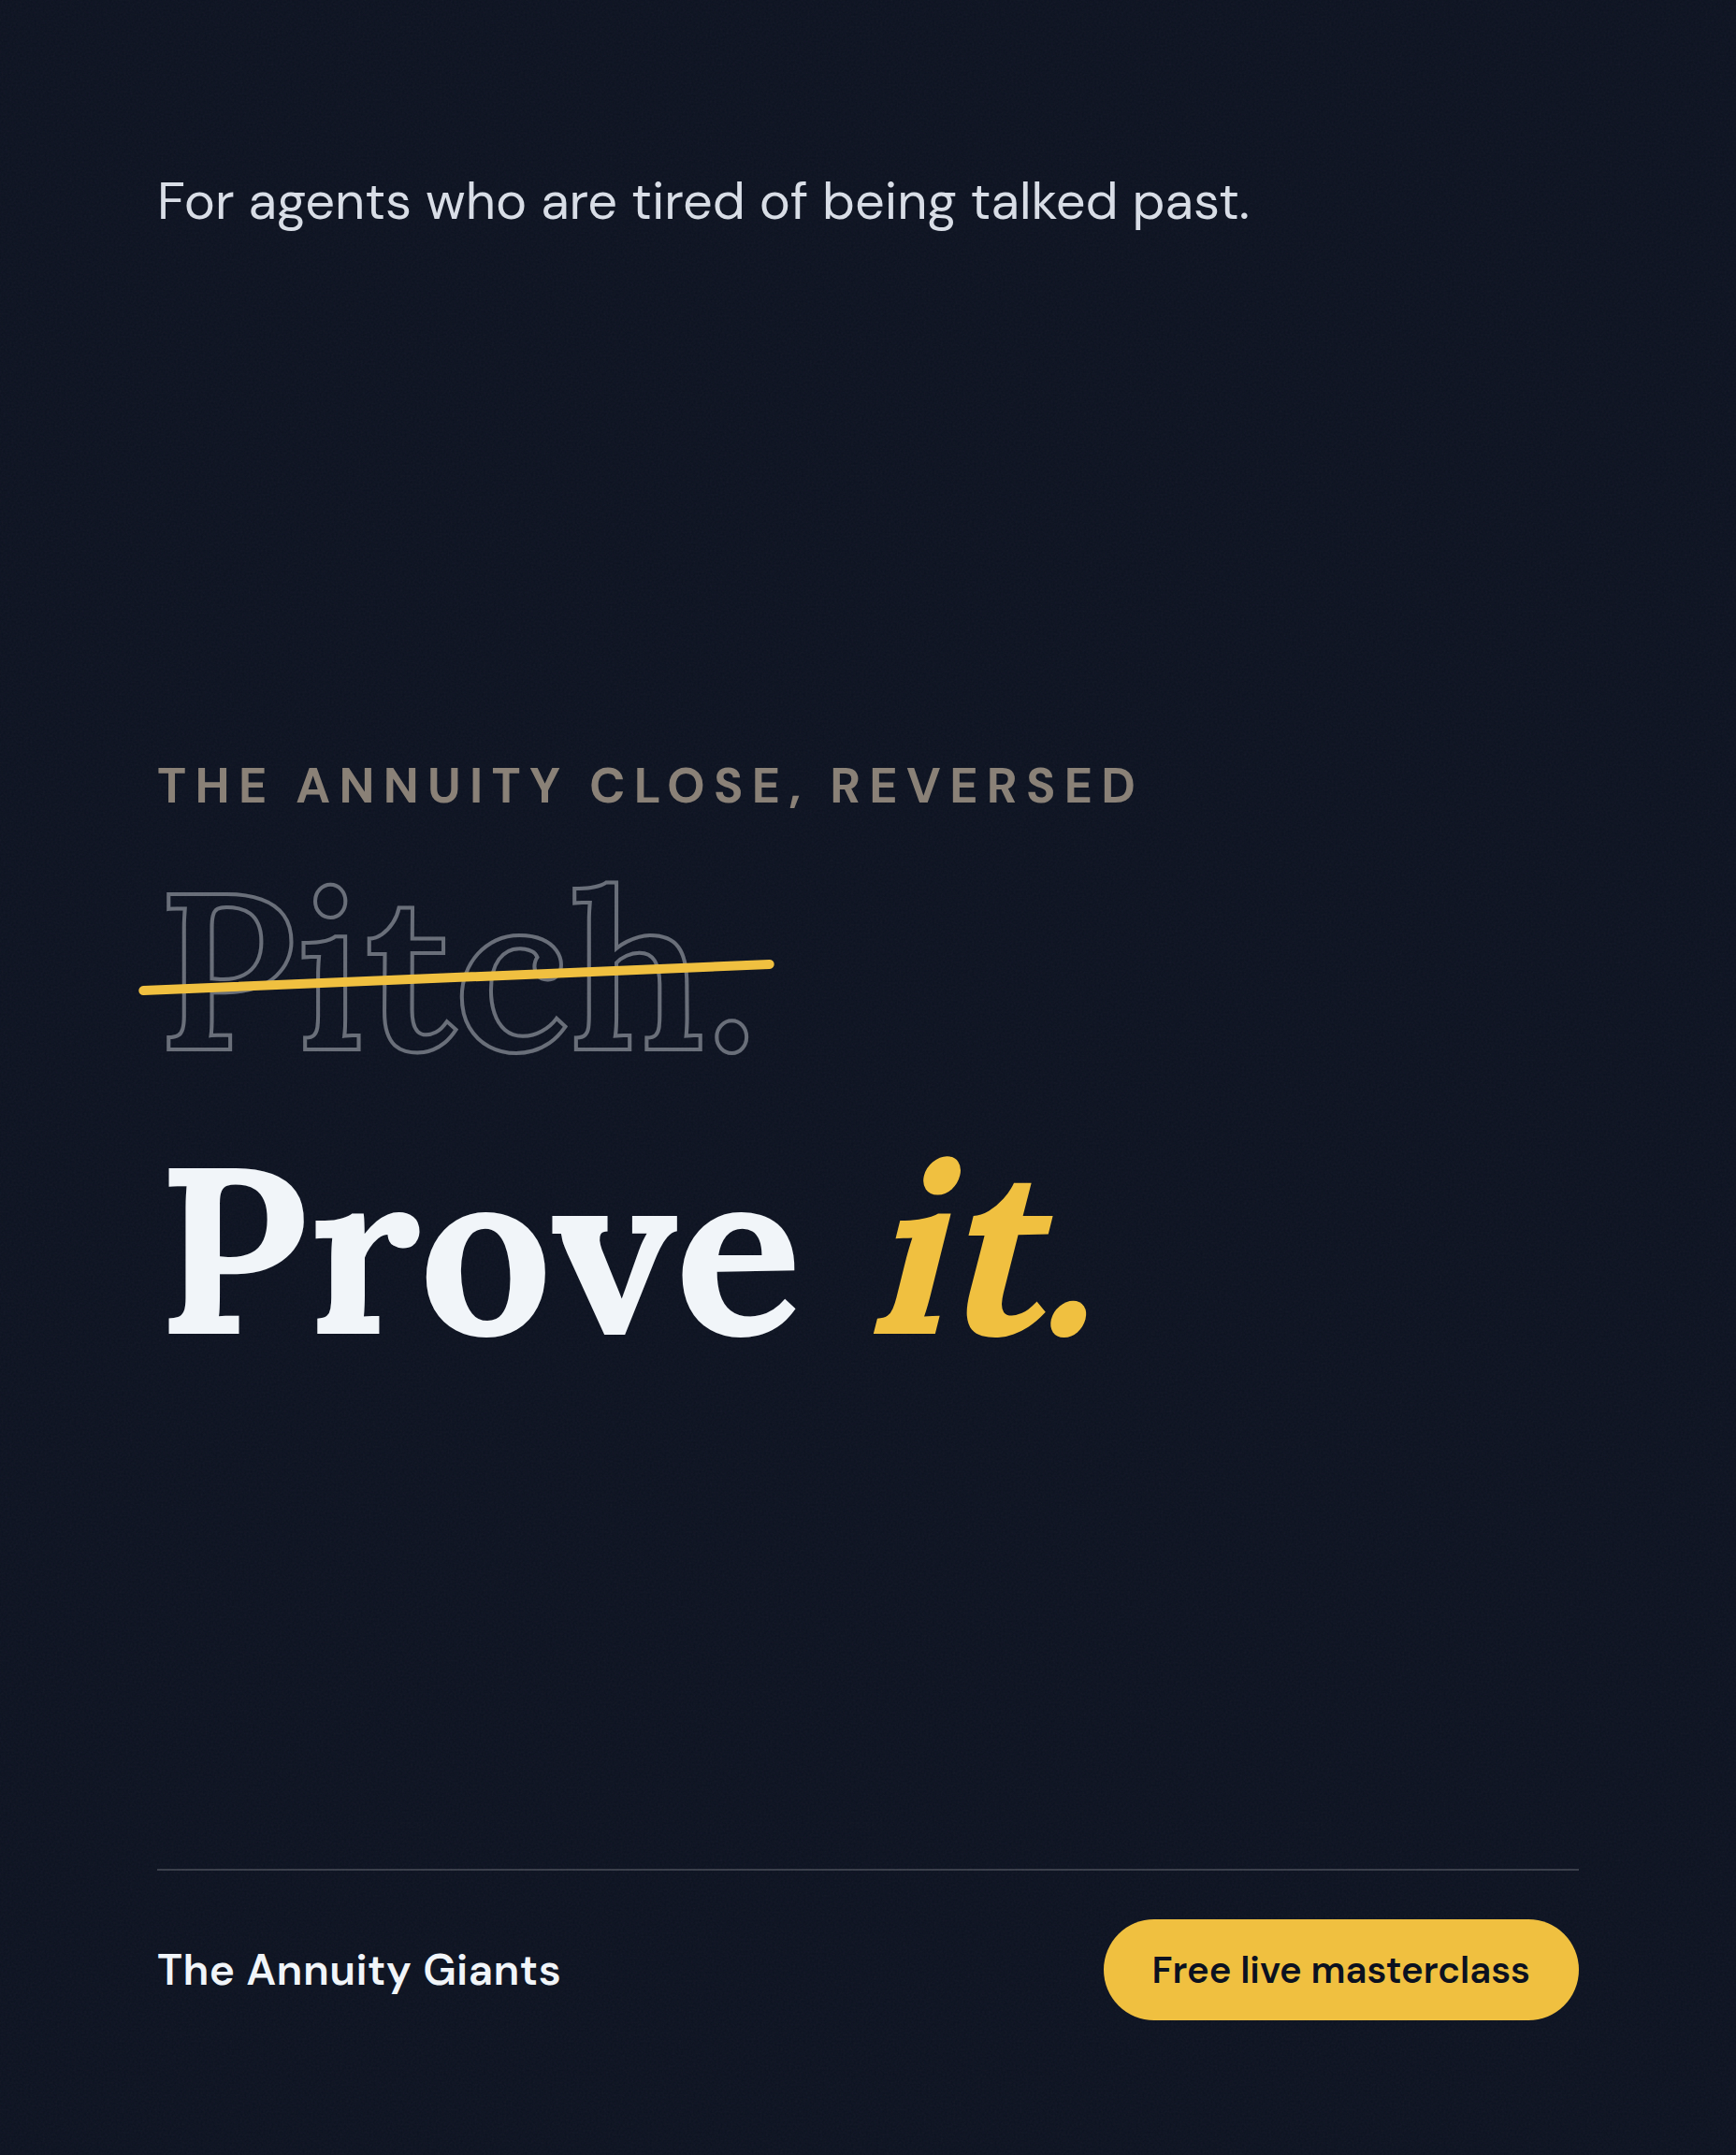 For agents who are tired of being talked past.
THE ANNUITY CLOSE, REVERSED
Pitch.
Prove it.
The Annuity Giants
Free live masterclass